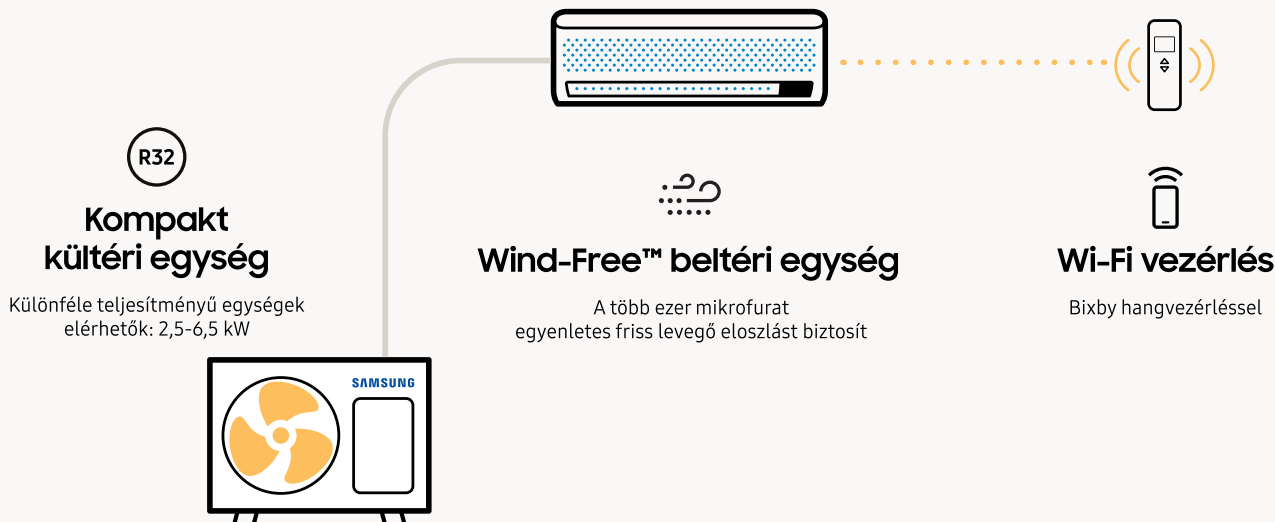 R32
Kompakt
kültéri egység
Különféle teljesítményű egységek
elérhetők: 2,5-6,5 kW
SAMSUNG
Wind-Free™ beltéri egység
A több ezer mikrofurat
egyenletes friss levegő eloszlást biztosít
Wi-Fi vezérlés
Bixby hangvezérléssel